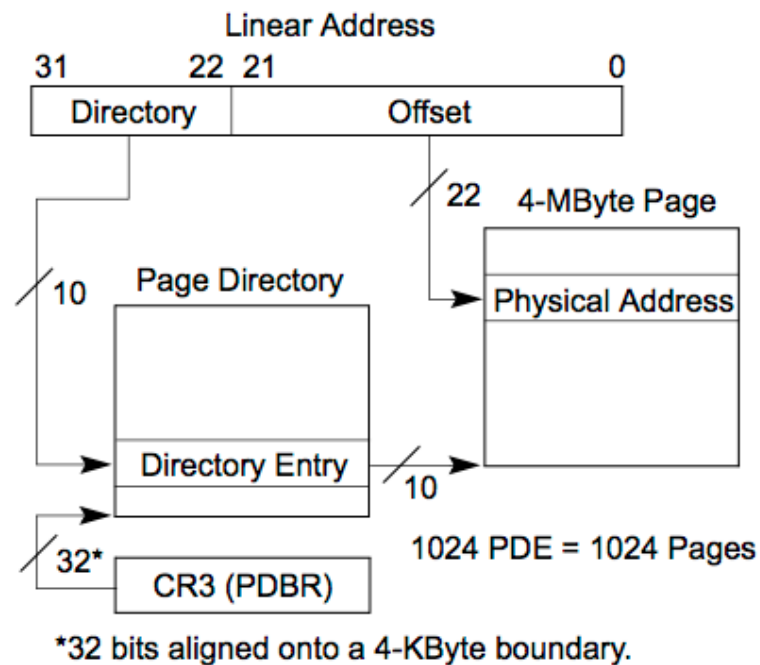 Linear Address
31 22 21 0
Directory Offset
22
4-MByte Page
10
Page Directory
Physical Address
Directory Entry
10
1024 PDE = 1024 Pages
32*
CR3 (PDBR)
*32 bits aligned onto a 4-KByte boundary.